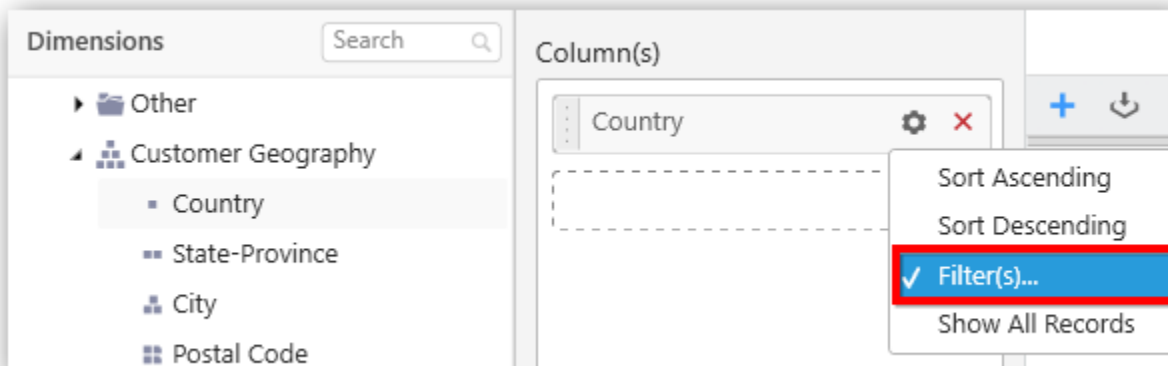 Dimensions
Search
Other
Customer Geography
Country
State-Province
City
Postal Code
Column(s)
Country
Sort Ascending
Sort Descending
Filter(s)...
Show All Records